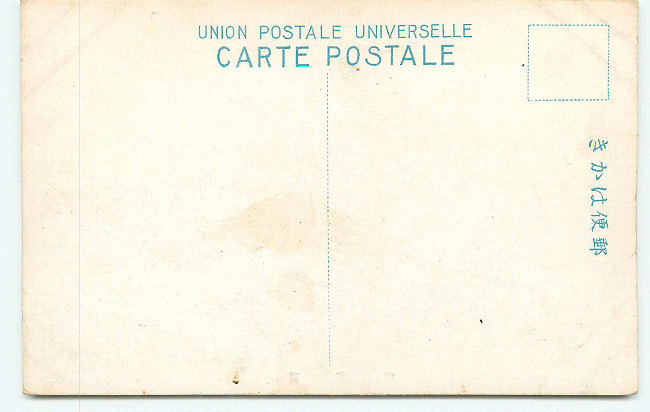 UNION POSTALE UNIVERSELLE
CARTE POSTALE
きかは便郵